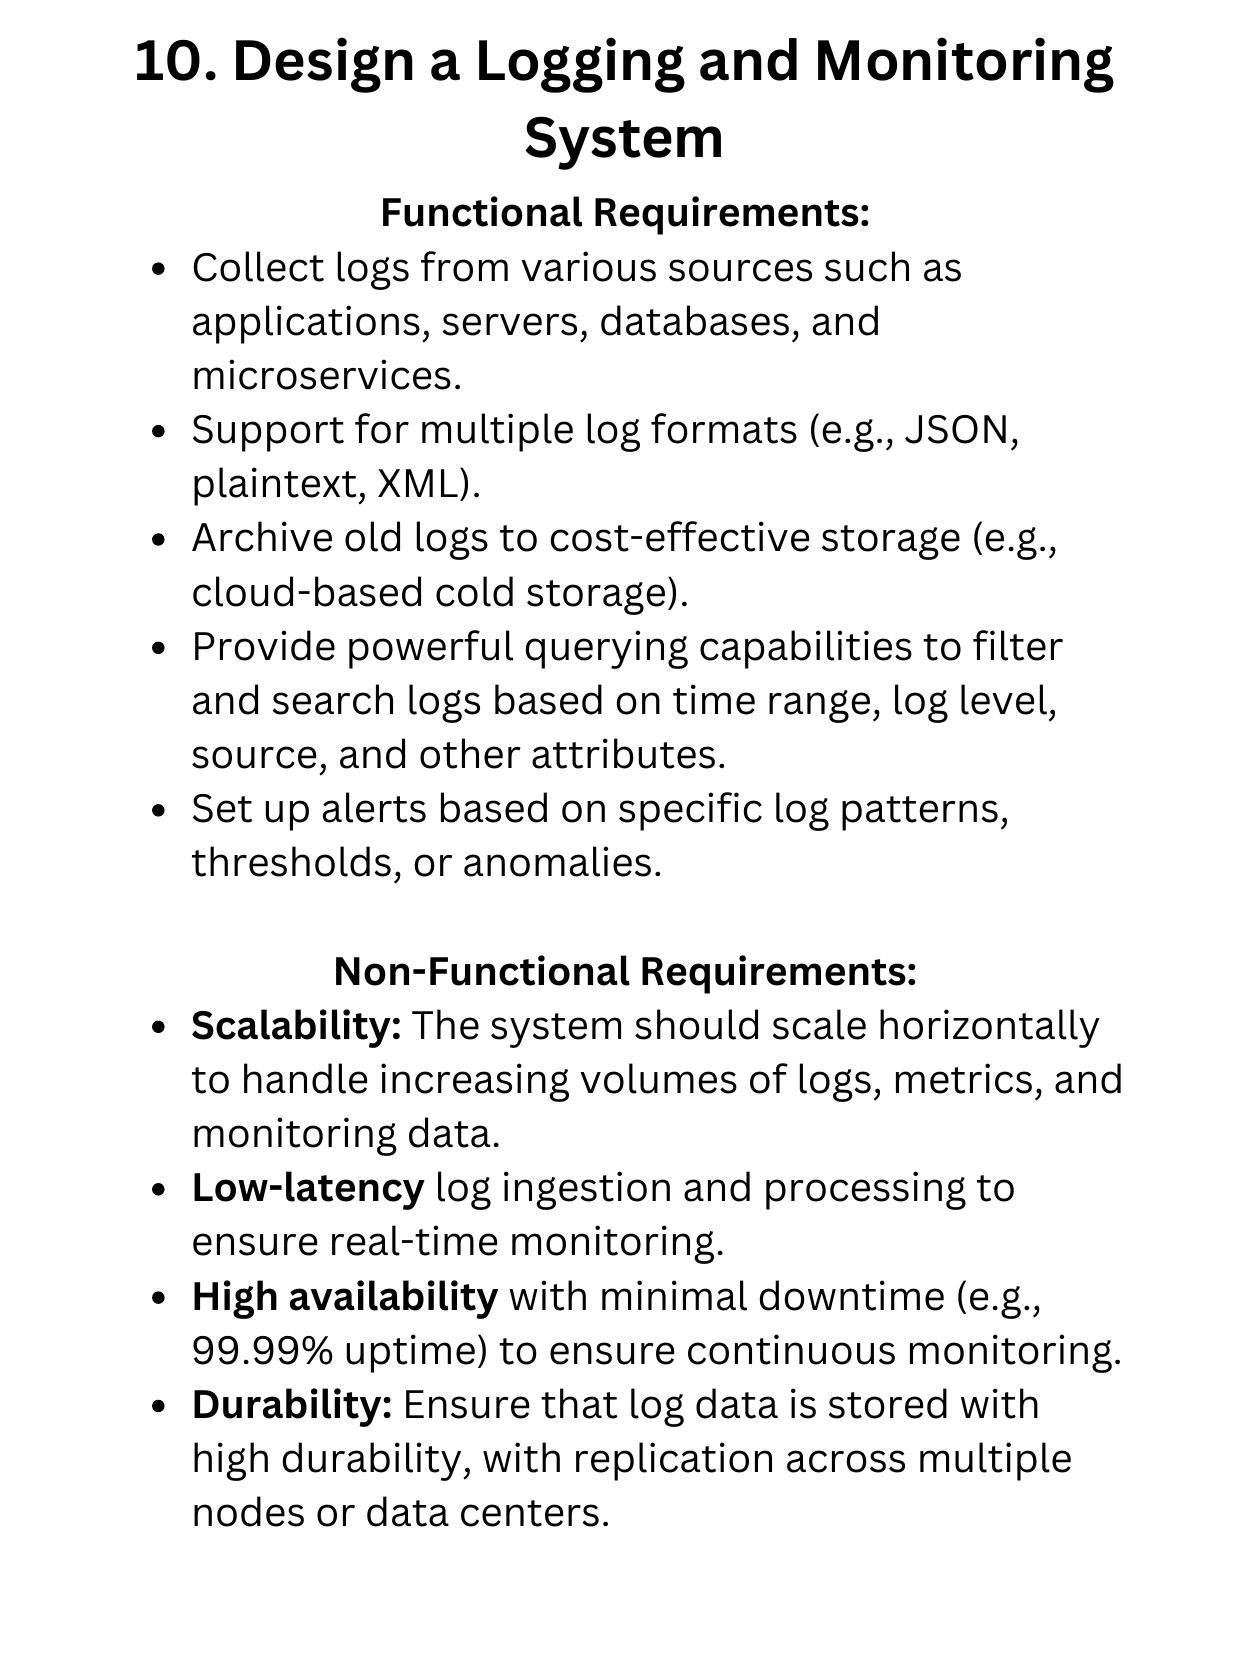 10. Design a Logging and Monitoring
System
Functional Requirements:
• Collect logs from various sources such as
applications, servers, databases, and
microservices.
• Support for multiple log formats (e.g., JSON,
plaintext, XML).
• Archive old logs to cost-effective storage (e.g.,
cloud-based cold storage).
• Provide powerful querying capabilities to filter
and search logs based on time range, log level,
source, and other attributes.
• Set up alerts based on specific log patterns,
thresholds, or anomalies.
Non-Functional Requirements:
• Scalability: The system should scale horizontally
to handle increasing volumes of logs, metrics, and
monitoring data.
• Low-latency log ingestion and processing to
ensure real-time monitoring.
• High availability with minimal downtime (e.g.,
99.99% uptime) to ensure continuous monitoring.
• Durability: Ensure that log data is stored with
high durability, with replication across multiple
nodes or data centers.